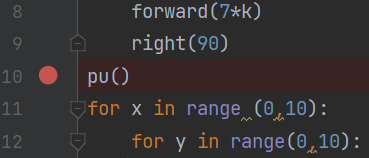 8 forward(7*k)
9 right(90)
10 pu()
11 for x in range (0,10):
12 for y in range(0,10):